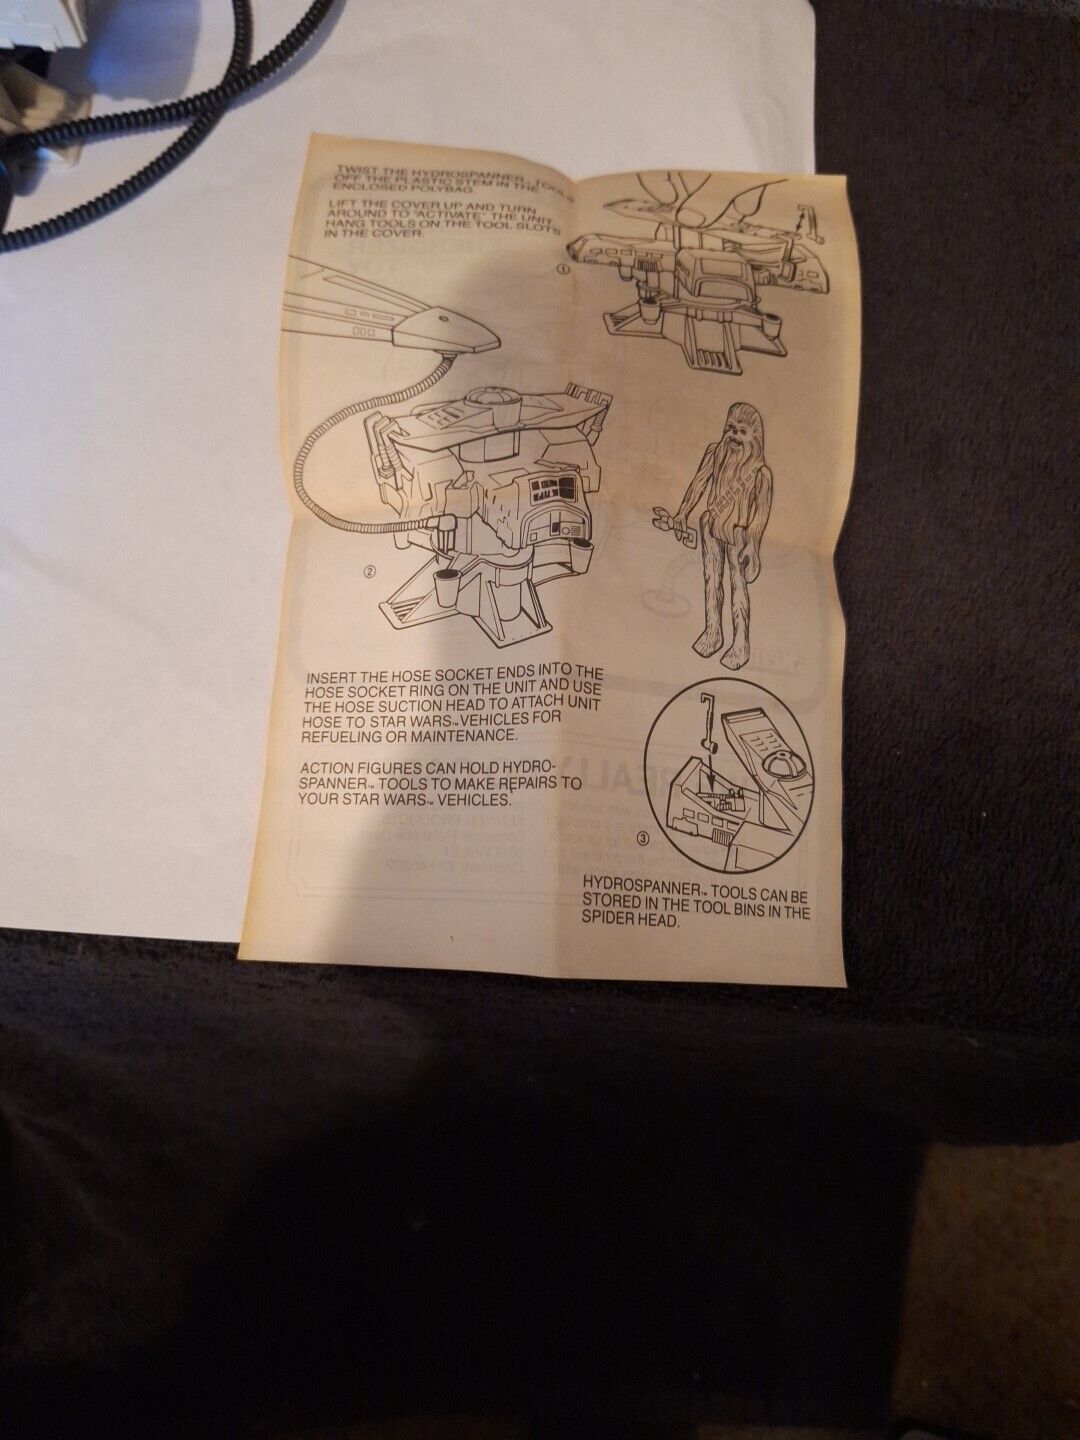 TWIST THE HYDROSPANNER™ TOOLS
OFF THE PLASTIC STEM IN THE
ENCLOSED POLYBAG.
LIFT THE COVER UP AND TURN
AROUND TO "ACTIVATE" THE UNIT.
HANG TOOLS ON THE TOOL SLOTS
IN THE COVER.
①
②
INSERT THE HOSE SOCKET ENDS INTO THE
HOSE SOCKET RING ON THE UNIT AND USE
THE HOSE SUCTION HEAD TO ATTACH UNIT
HOSE TO STAR WARS™ VEHICLES FOR
REFUELING OR MAINTENANCE.
ACTION FIGURES CAN HOLD HYDRO-
SPANNER™ TOOLS TO MAKE REPAIRS TO
YOUR STAR WARS™ VEHICLES.
③
HYDROSPANNER™ TOOLS CAN BE
STORED IN THE TOOL BINS IN THE
SPIDER HEAD.